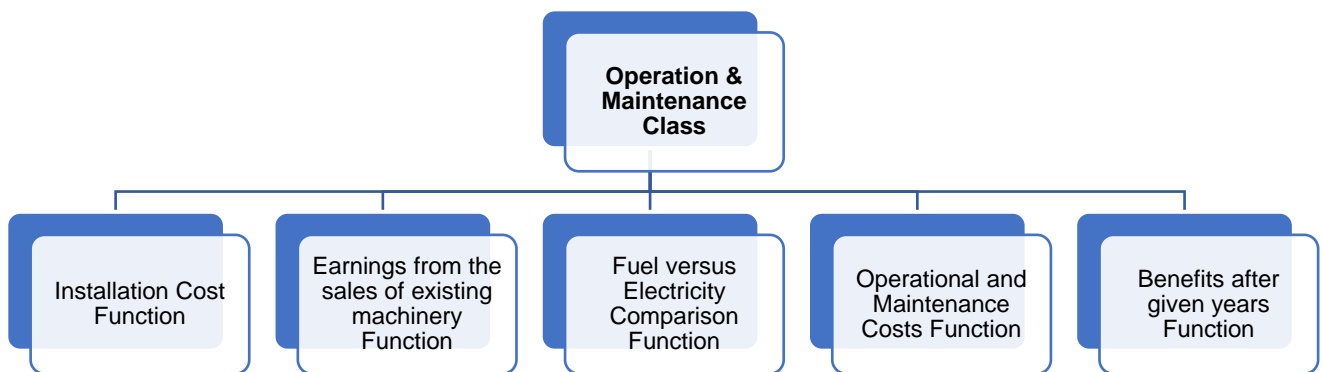 Operation &
Maintenance
Class
Installation Cost
Function
Earnings from the
sales of existing
machinery
Function
Fuel versus
Electricity
Comparison
Function
Operational and
Maintenance
Costs Function
Benefits after
given years
Function